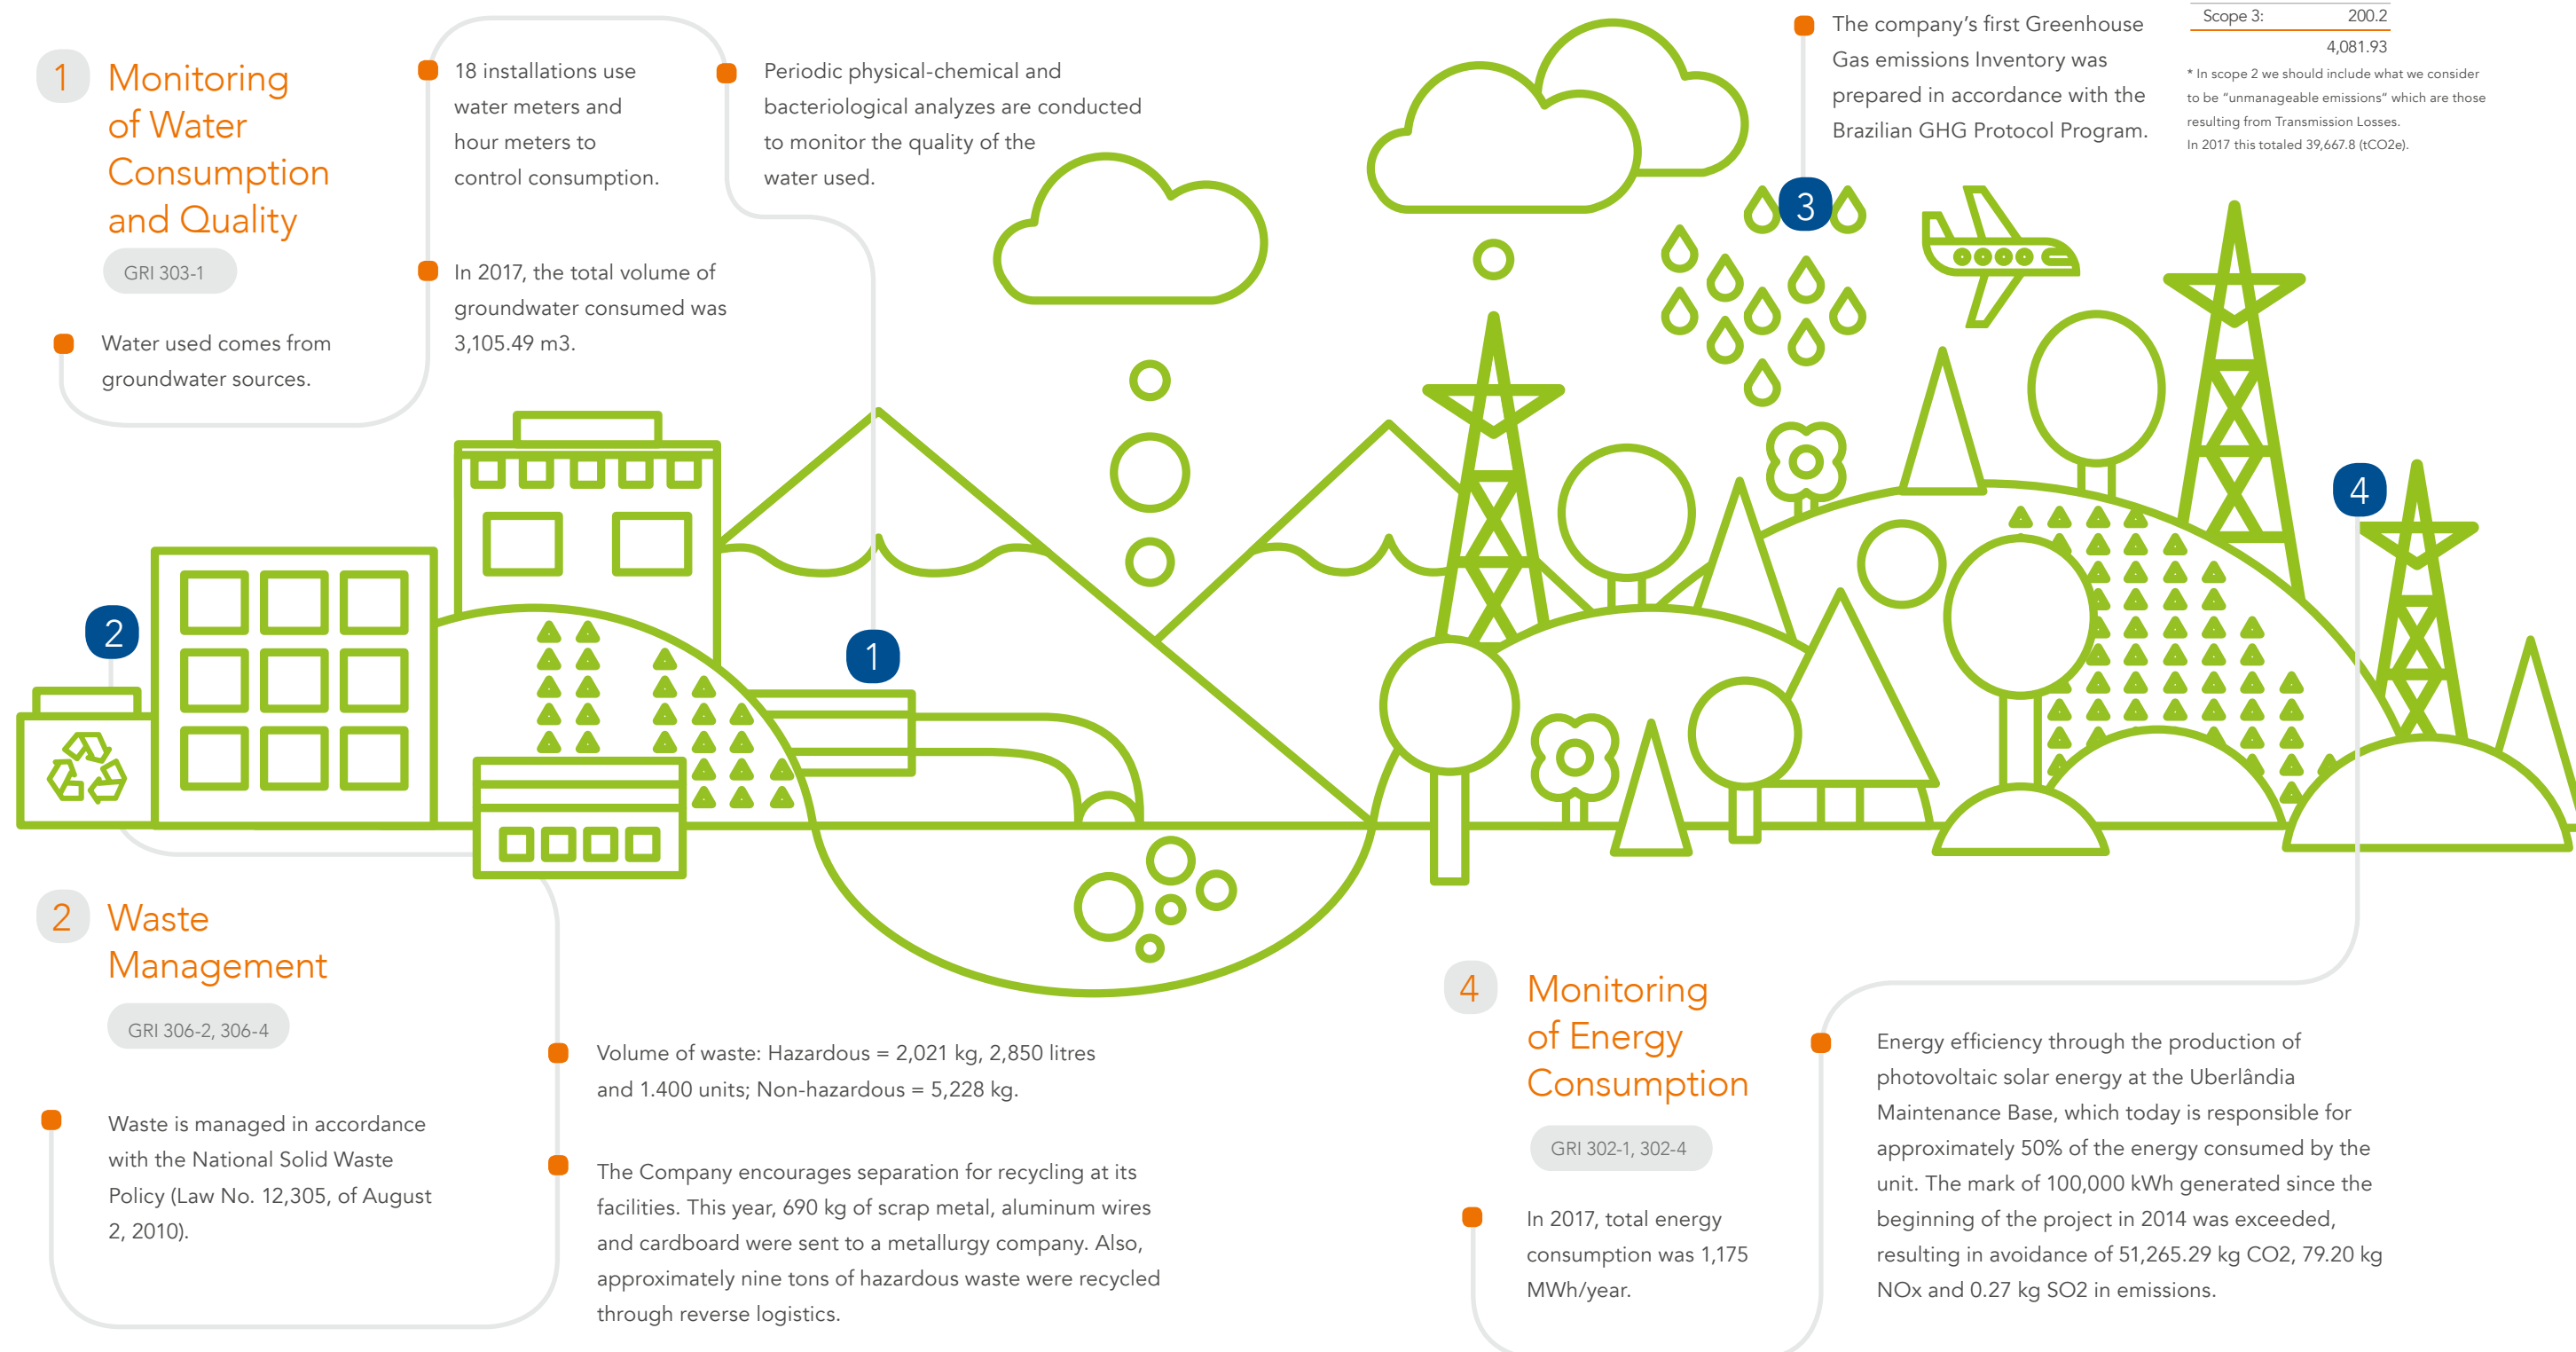 1
Monitoring
of Water
Consumption
and Quality
GRI 303-1
Water used comes from
groundwater sources.
18 installations use
water meters and
hour meters to
control consumption.
In 2017, the total volume of
groundwater consumed was
3,105.49 m3.
Periodic physical-chemical and
bacteriological analyzes are conducted
to monitor the quality of the
water used.
The company's first Greenhouse
Gas emissions Inventory was
prepared in accordance with the
Brazilian GHG Protocol Program.
Scope 3: 200.2
4,081.93
* In scope 2 we should include what we consider
to be "unmanageable emissions" which are those
resulting from Transmission Losses.
In 2017 this totaled 39,667.8 (tCO2e).
3
4
2
1
2
Waste
Management
GRI 306-2, 306-4
Waste is managed in accordance
with the National Solid Waste
Policy (Law No. 12,305, of August
2, 2010).
Volume of waste: Hazardous = 2,021 kg, 2,850 litres
and 1.400 units; Non-hazardous = 5,228 kg.
The Company encourages separation for recycling at its
facilities. This year, 690 kg of scrap metal, aluminum wires
and cardboard were sent to a metallurgy company. Also,
approximately nine tons of hazardous waste were recycled
through reverse logistics.
4
Monitoring
of Energy
Consumption
GRI 302-1, 302-4
In 2017, total energy
consumption was 1,175
MWh/year.
Energy efficiency through the production of
photovoltaic solar energy at the Uberlândia
Maintenance Base, which today is responsible for
approximately 50% of the energy consumed by the
unit. The mark of 100,000 kWh generated since the
beginning of the project in 2014 was exceeded,
resulting in avoidance of 51,265.29 kg CO2, 79.20 kg
NOx and 0.27 kg SO2 in emissions.